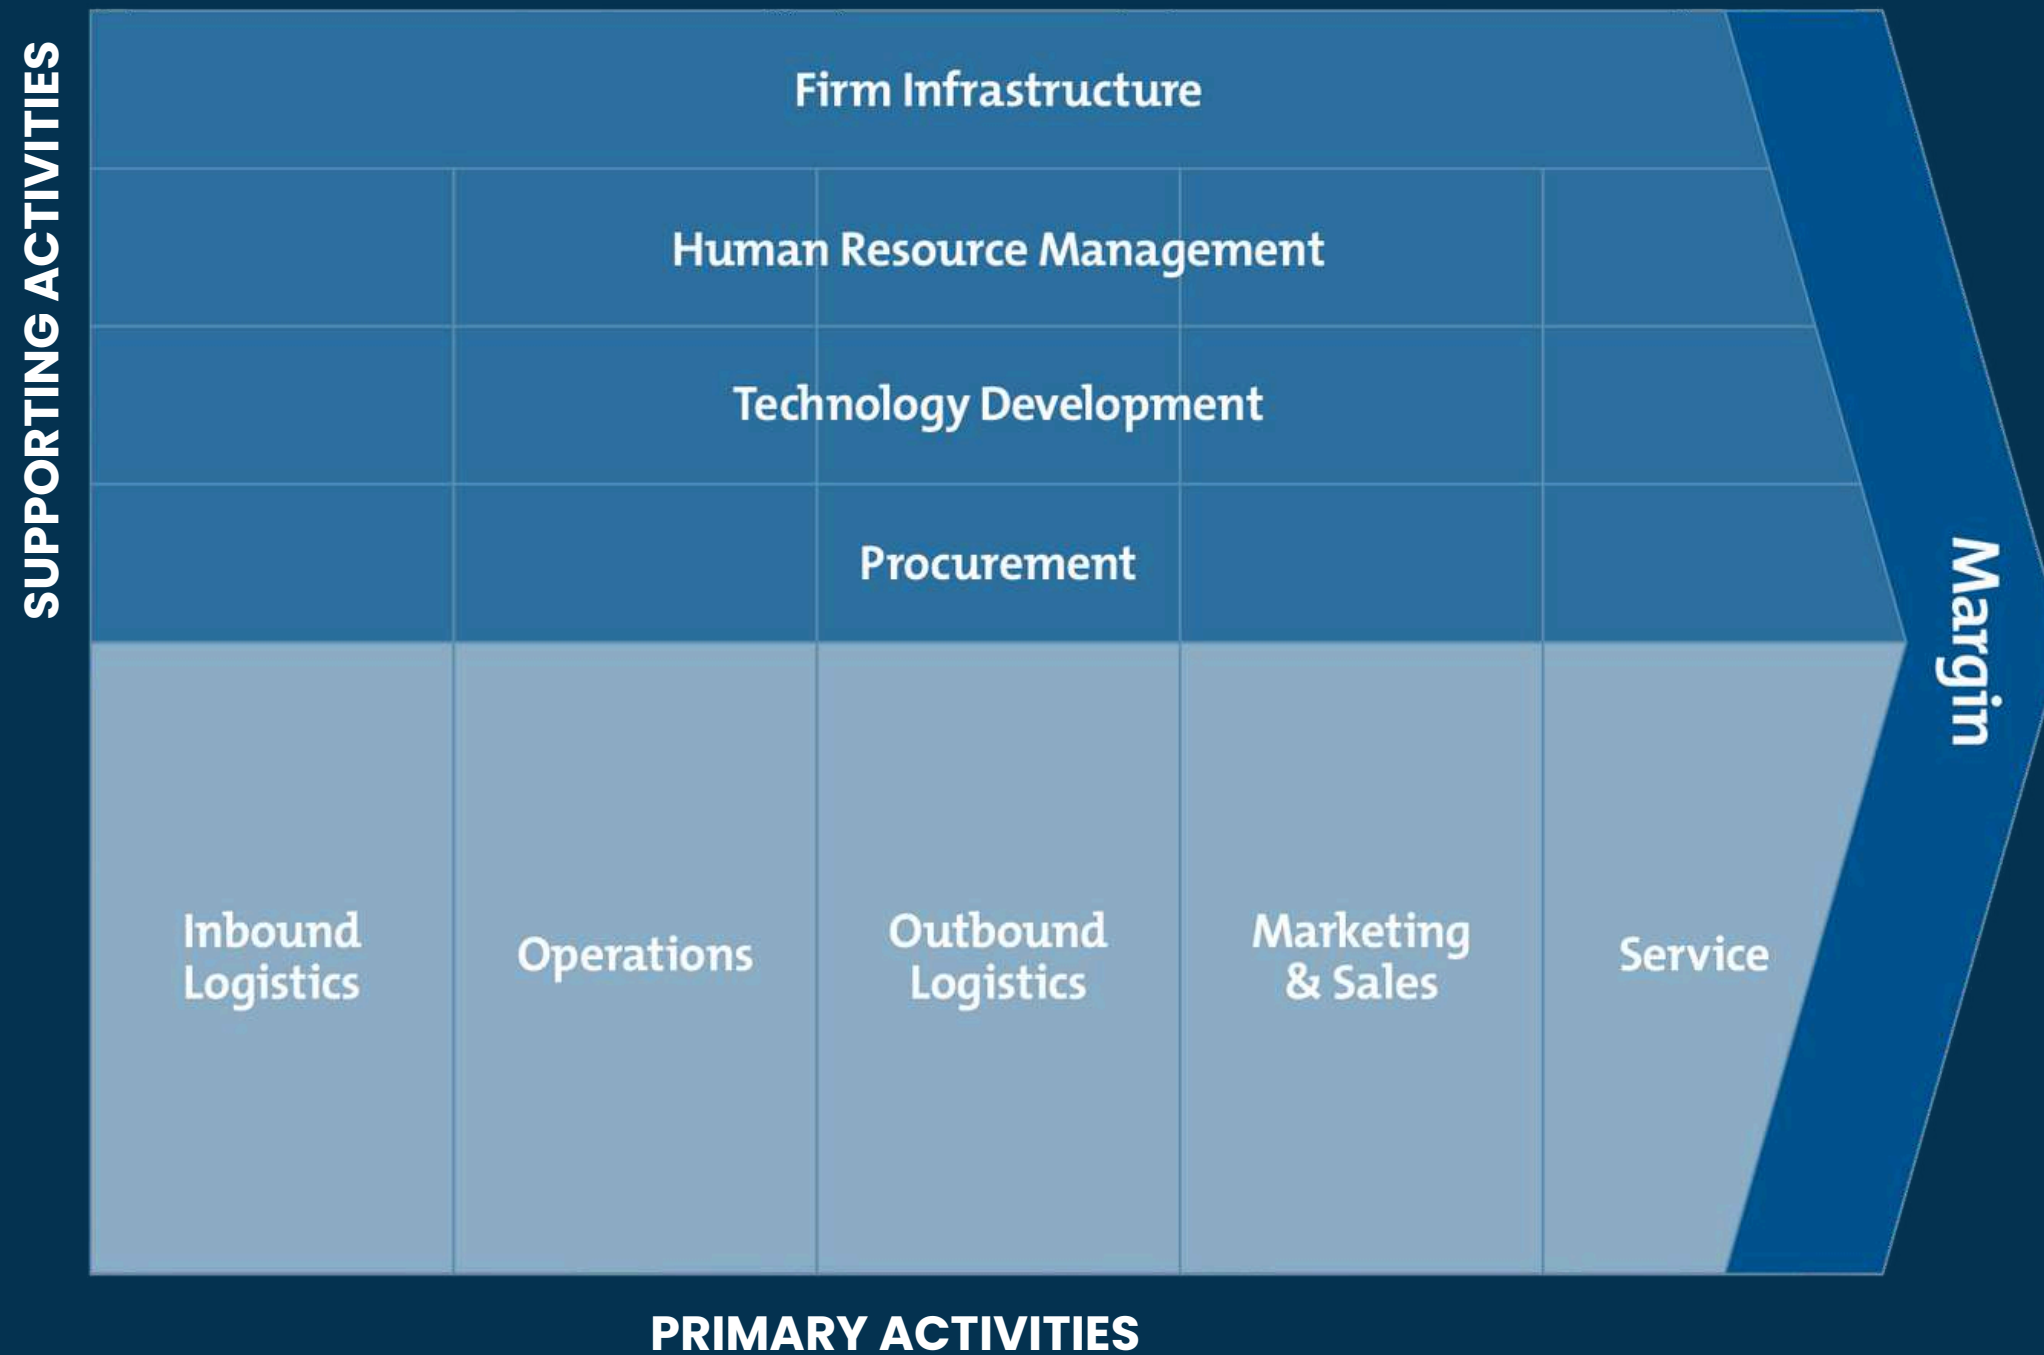 SUPPORTING ACTIVITIES
Firm Infrastructure
Human Resource Management
Technology Development
Procurement
Margin
Inbound
Logistics
Operations
Outbound
Logistics
Marketing
& Sales
Service
PRIMARY ACTIVITIES